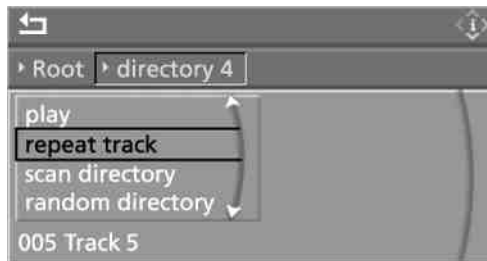 i
Root directory 4
play
repeat track
scan directory
random directory
005 Track 5